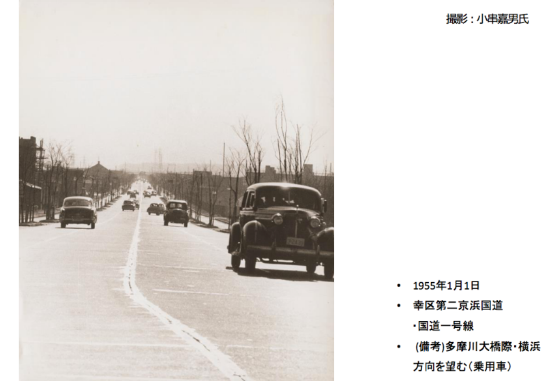 撮影：小串嘉男氏
• 1955年1月1日
• 幸区第二京浜国道
・国道一号線
• (備考)多摩川大橋際・横浜
方向を望む（乗用車）